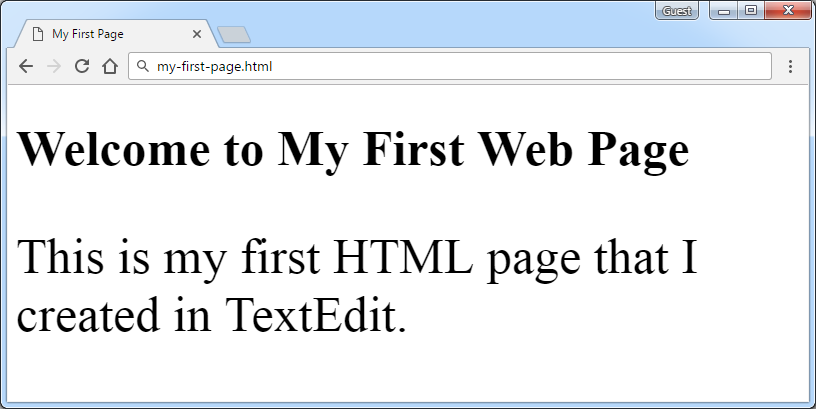 Guest
My First Page
my-first-page.html
Welcome to My First Web Page
This is my first HTML page that I
created in TextEdit.